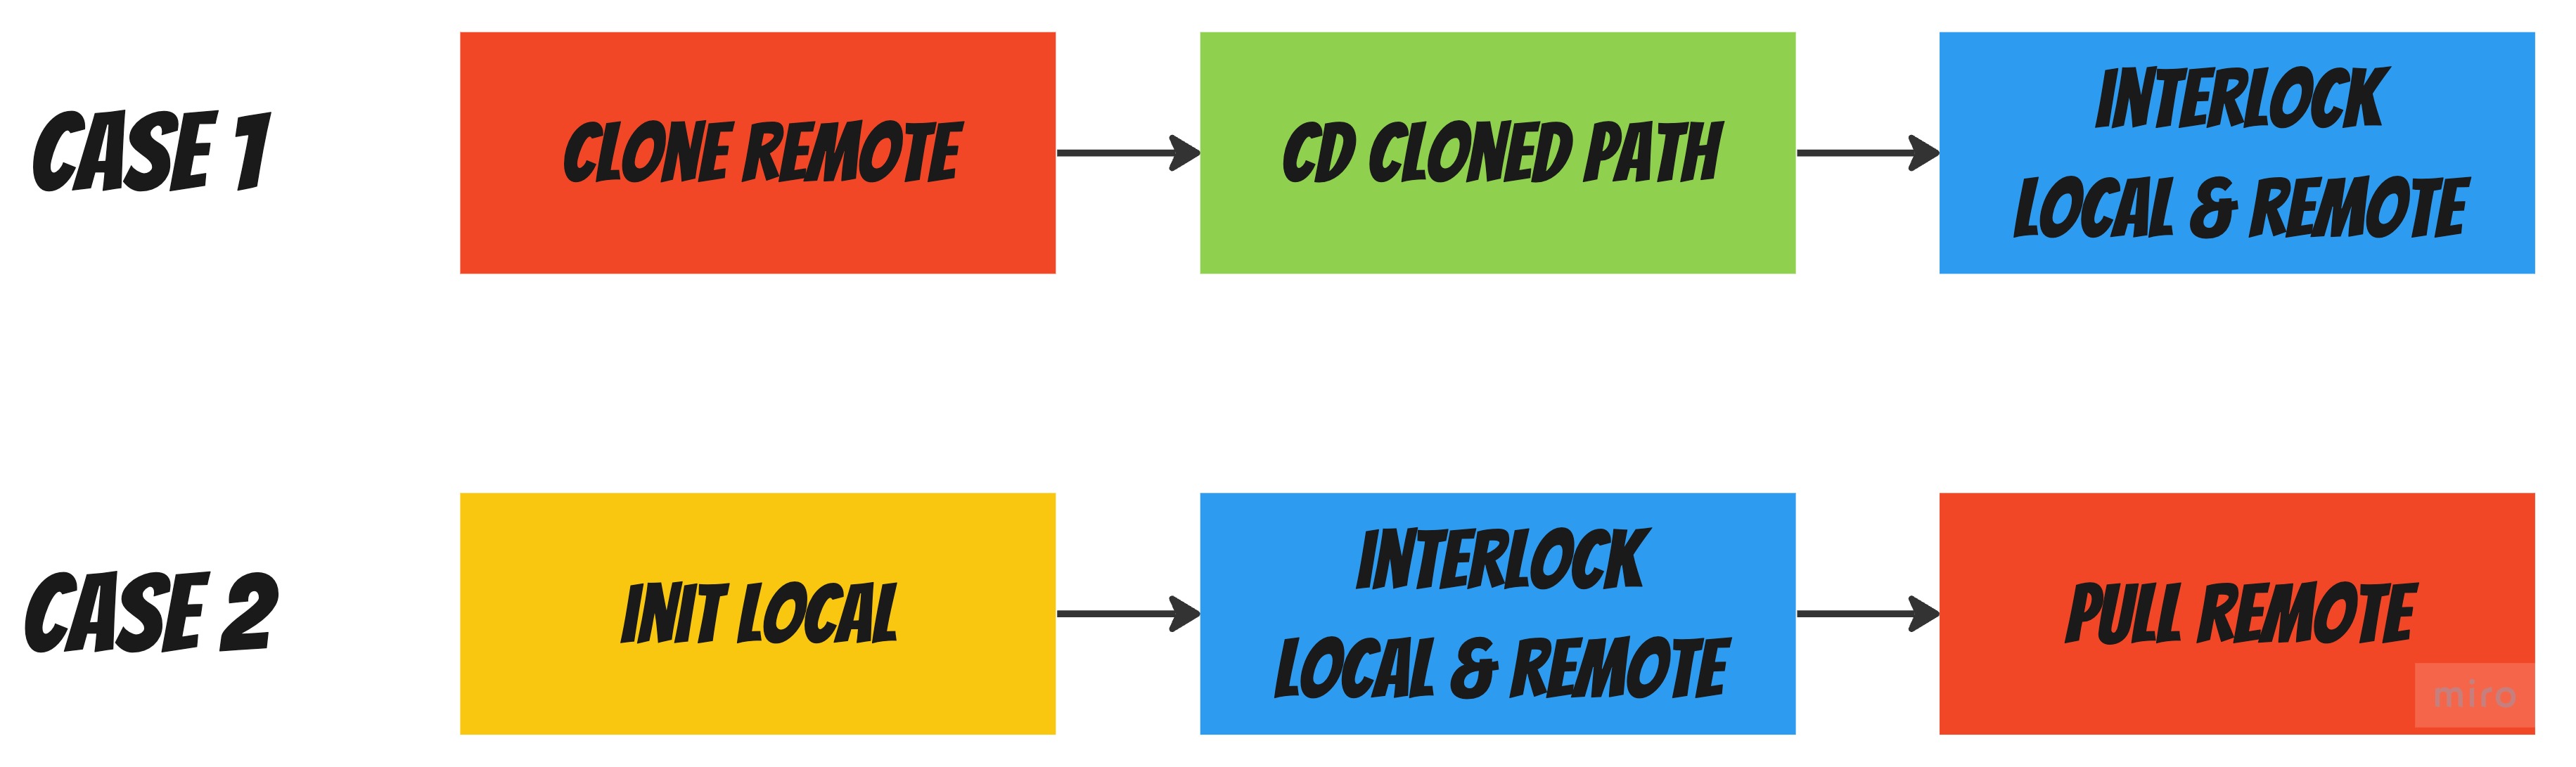 CASE 1
CLONE REMOTE
CD CLONED PATH
INTERLOCK
LOCAL & REMOTE
CASE 2
INIT LOCAL
INTERLOCK
LOCAL & REMOTE
PULL REMOTE
miro